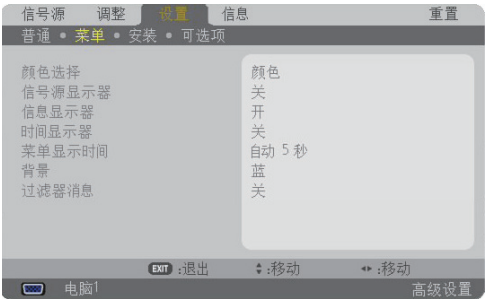 信号源 调整 设置 信息 重置
普通 • 菜单 • 安装 • 可选项
颜色选择 颜色
信号源显示器 关
信息显示器 开
时间显示器 关
菜单显示时间 自动 5 秒
背景 蓝
过滤器消息 关
EXIT :退出 :移动 :移动
电脑1 高级设置